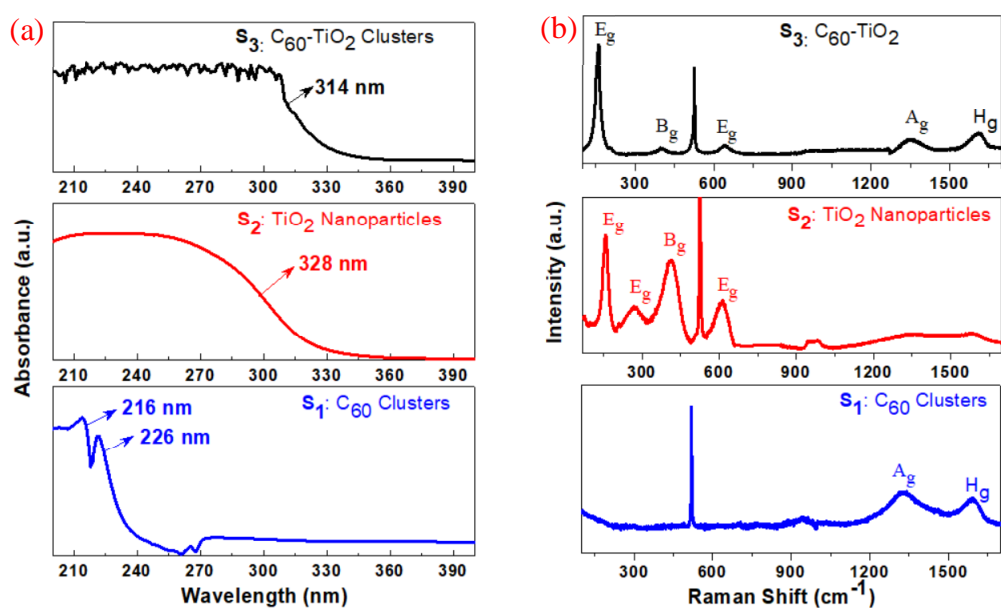 (a)
S3: C60-TiO2 Clusters
314 nm
210 240 270 300 330 360 390
S2: TiO2 Nanoparticles
328 nm
210 240 270 300 330 360 390
S1: C60 Clusters
216 nm
226 nm
210 240 270 300 330 360 390
Absorbance (a.u.)
Wavelength (nm)
(b)
S3: C60-TiO2
Eg
Bg
Eg
Ag
Hg
300 600 900 1200 1500
S2: TiO2 Nanoparticles
Eg
Eg
Bg
Eg
300 600 900 1200 1500
S1: C60 Clusters
Ag
Hg
300 600 900 1200 1500
Intensity (a.u.)
Raman Shift (cm-1)